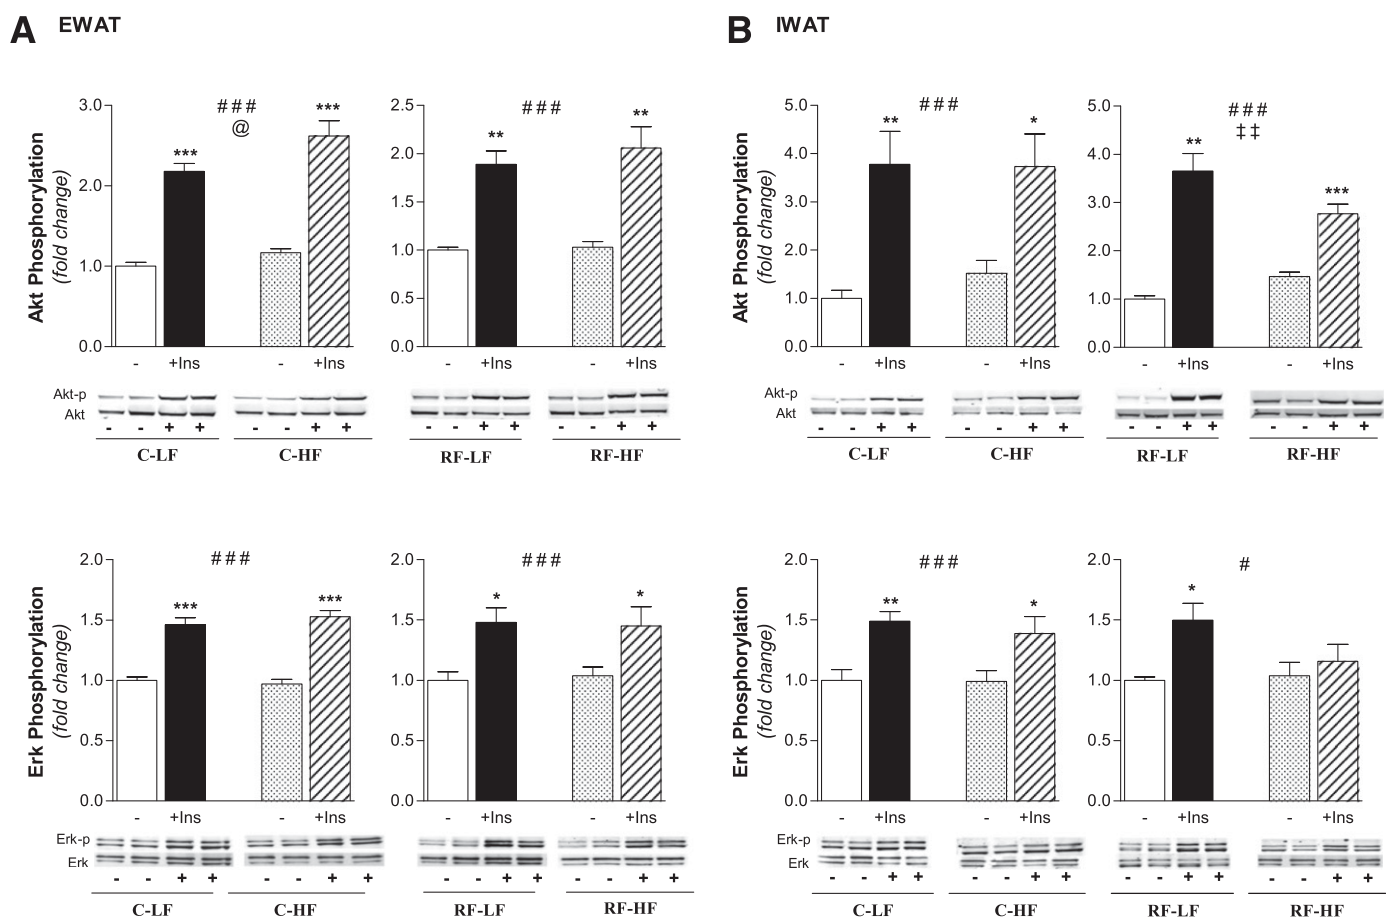 A EWAT
B IWAT
Akt Phosphorylation
(fold change)
3.0
2.0
1.0
0.0
###
@
***
***
- +Ins - +Ins
2.5
2.0
1.5
1.0
0.5
0.0
###
**
**
- +Ins - +Ins
Akt-p
Akt
- - + + - - + + - - + + - - + +
C-LF C-HF RF-LF RF-HF
Akt Phosphorylation
(fold change)
5.0
4.0
3.0
2.0
1.0
0.0
###
**
*
- +Ins - +Ins
5.0
4.0
3.0
2.0
1.0
0.0
###
‡‡
**
***
- +Ins - +Ins
Akt-p
Akt
- - + + - - + + - - + + - - + +
C-LF C-HF RF-LF RF-HF
Erk Phosphorylation
(fold change)
2.0
1.5
1.0
0.5
0.0
###
***
***
- +Ins - +Ins
2.0
1.5
1.0
0.5
0.0
###
*
*
- +Ins - +Ins
Erk-p
Erk
- - + + - - + + - - + + - - + +
C-LF C-HF RF-LF RF-HF
Erk Phosphorylation
(fold change)
2.0
1.5
1.0
0.5
0.0
###
**
*
- +Ins - +Ins
2.0
1.5
1.0
0.5
0.0
#
*
- +Ins - +Ins
Erk-p
Erk
- - + + - - + + - - + + - - + +
C-LF C-HF RF-LF RF-HF